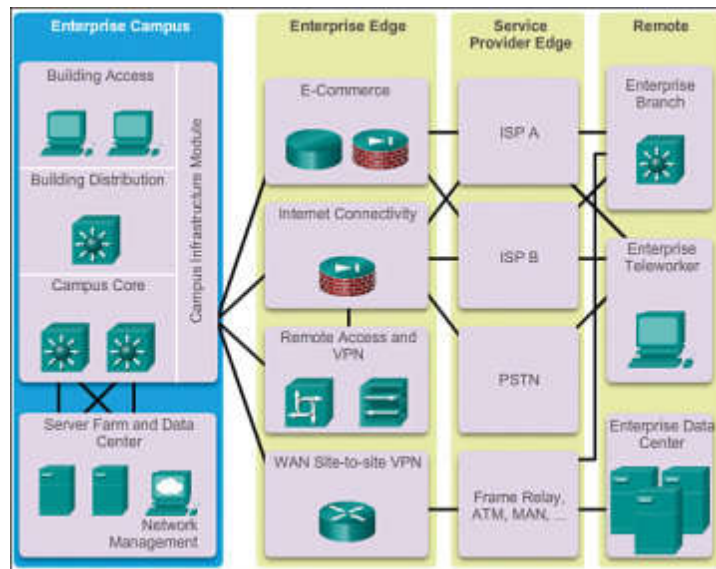 Enterprise Campus
Building Access
Building Distribution
Campus Core
Campus Infrastructure Module
Server Farm and Data
Center
Network
Management
Enterprise Edge
E-Commerce
Internet Connectivity
Remote Access and
VPN
WAN Site-to-site VPN
Service
Provider Edge
ISP A
ISP B
PSTN
Frame Relay,
ATM, MAN, ...
Remote
Enterprise
Branch
Enterprise
Teleworker
Enterprise Data
Center